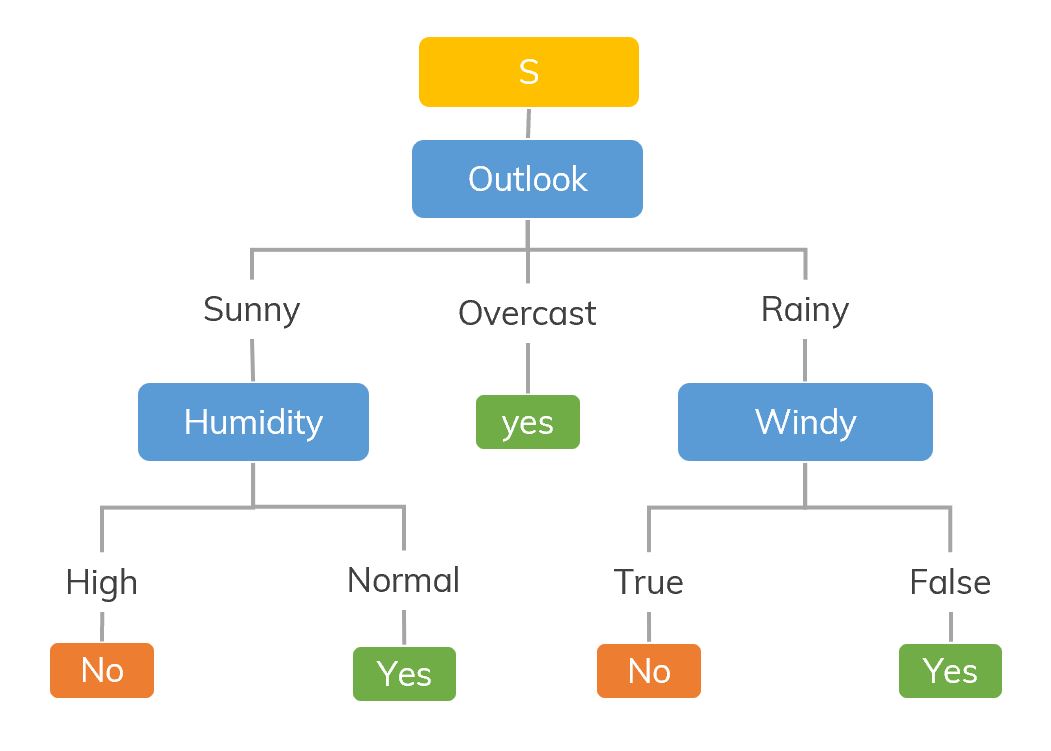 S
Outlook
Sunny
Overcast
Rainy
Humidity
yes
Windy
High
Normal
True
False
No
Yes
No
Yes